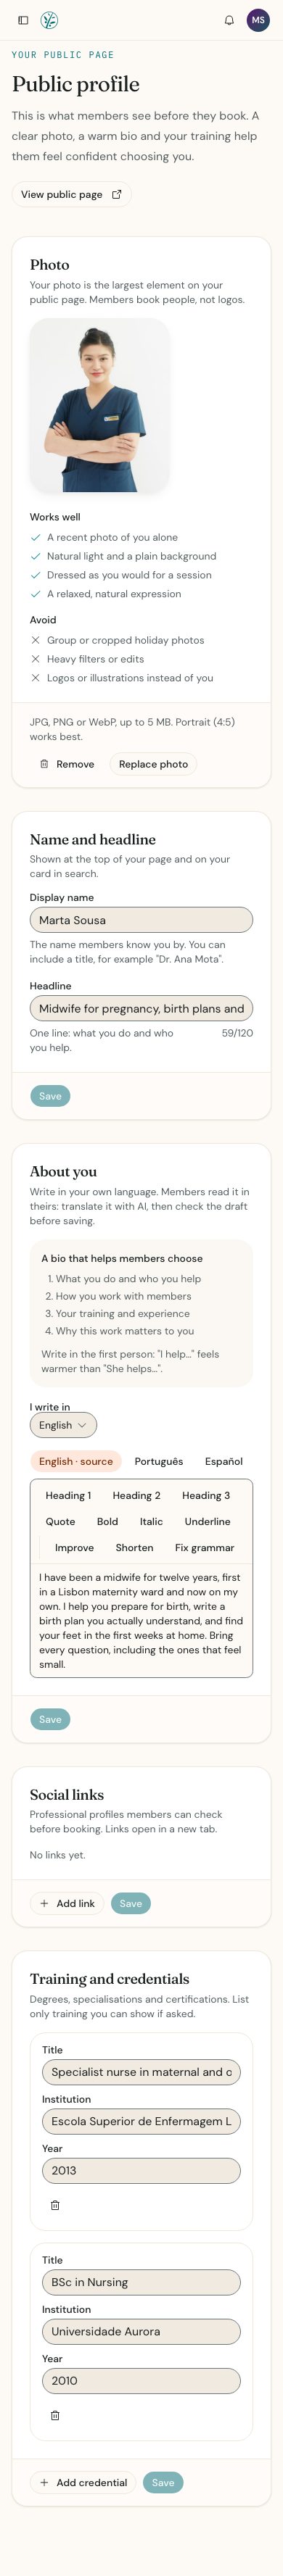 MS
YOUR PUBLIC PAGE
Public profile
This is what members see before they book. A
clear photo, a warm bio and your training help
them feel confident choosing you.
View public page
Photo
Your photo is the largest element on your
public page. Members book people, not logos.
Works well
A recent photo of you alone
Natural light and a plain background
Dressed as you would for a session
A relaxed, natural expression
Avoid
Group or cropped holiday photos
Heavy filters or edits
Logos or illustrations instead of you
JPG, PNG or WebP, up to 5 MB. Portrait (4:5)
works best.
Remove Replace photo
Name and headline
Shown at the top of your page and on your
card in search.
Display name
Marta Sousa
The name members know you by. You can
include a title, for example "Dr. Ana Mota".
Headline
Midwife for pregnancy, birth plans and
One line: what you do and who 59/120
you help.
Save
About you
Write in your own language. Members read it in
theirs: translate it with AI, then check the draft
before saving.
A bio that helps members choose
1. What you do and who you help
2. How you work with members
3. Your training and experience
4. Why this work matters to you
Write in the first person: "I help..." feels
warmer than "She helps...".
I write in
English
English · source Português Español
Heading 1 Heading 2 Heading 3
Quote Bold Italic Underline
Improve Shorten Fix grammar
I have been a midwife for twelve years, first
in a Lisbon maternity ward and now on my
own. I help you prepare for birth, write a
birth plan you actually understand, and find
your feet in the first weeks at home. Bring
every question, including the ones that feel
small.
Save
Social links
Professional profiles members can check
before booking. Links open in a new tab.
No links yet.
Add link Save
Training and credentials
Degrees, specialisations and certifications. List
only training you can show if asked.
Title
Specialist nurse in maternal and
Institution
Escola Superior de Enfermagem L
Year
2013
Title
BSc in Nursing
Institution
Universidade Aurora
Year
2010
Add credential Save